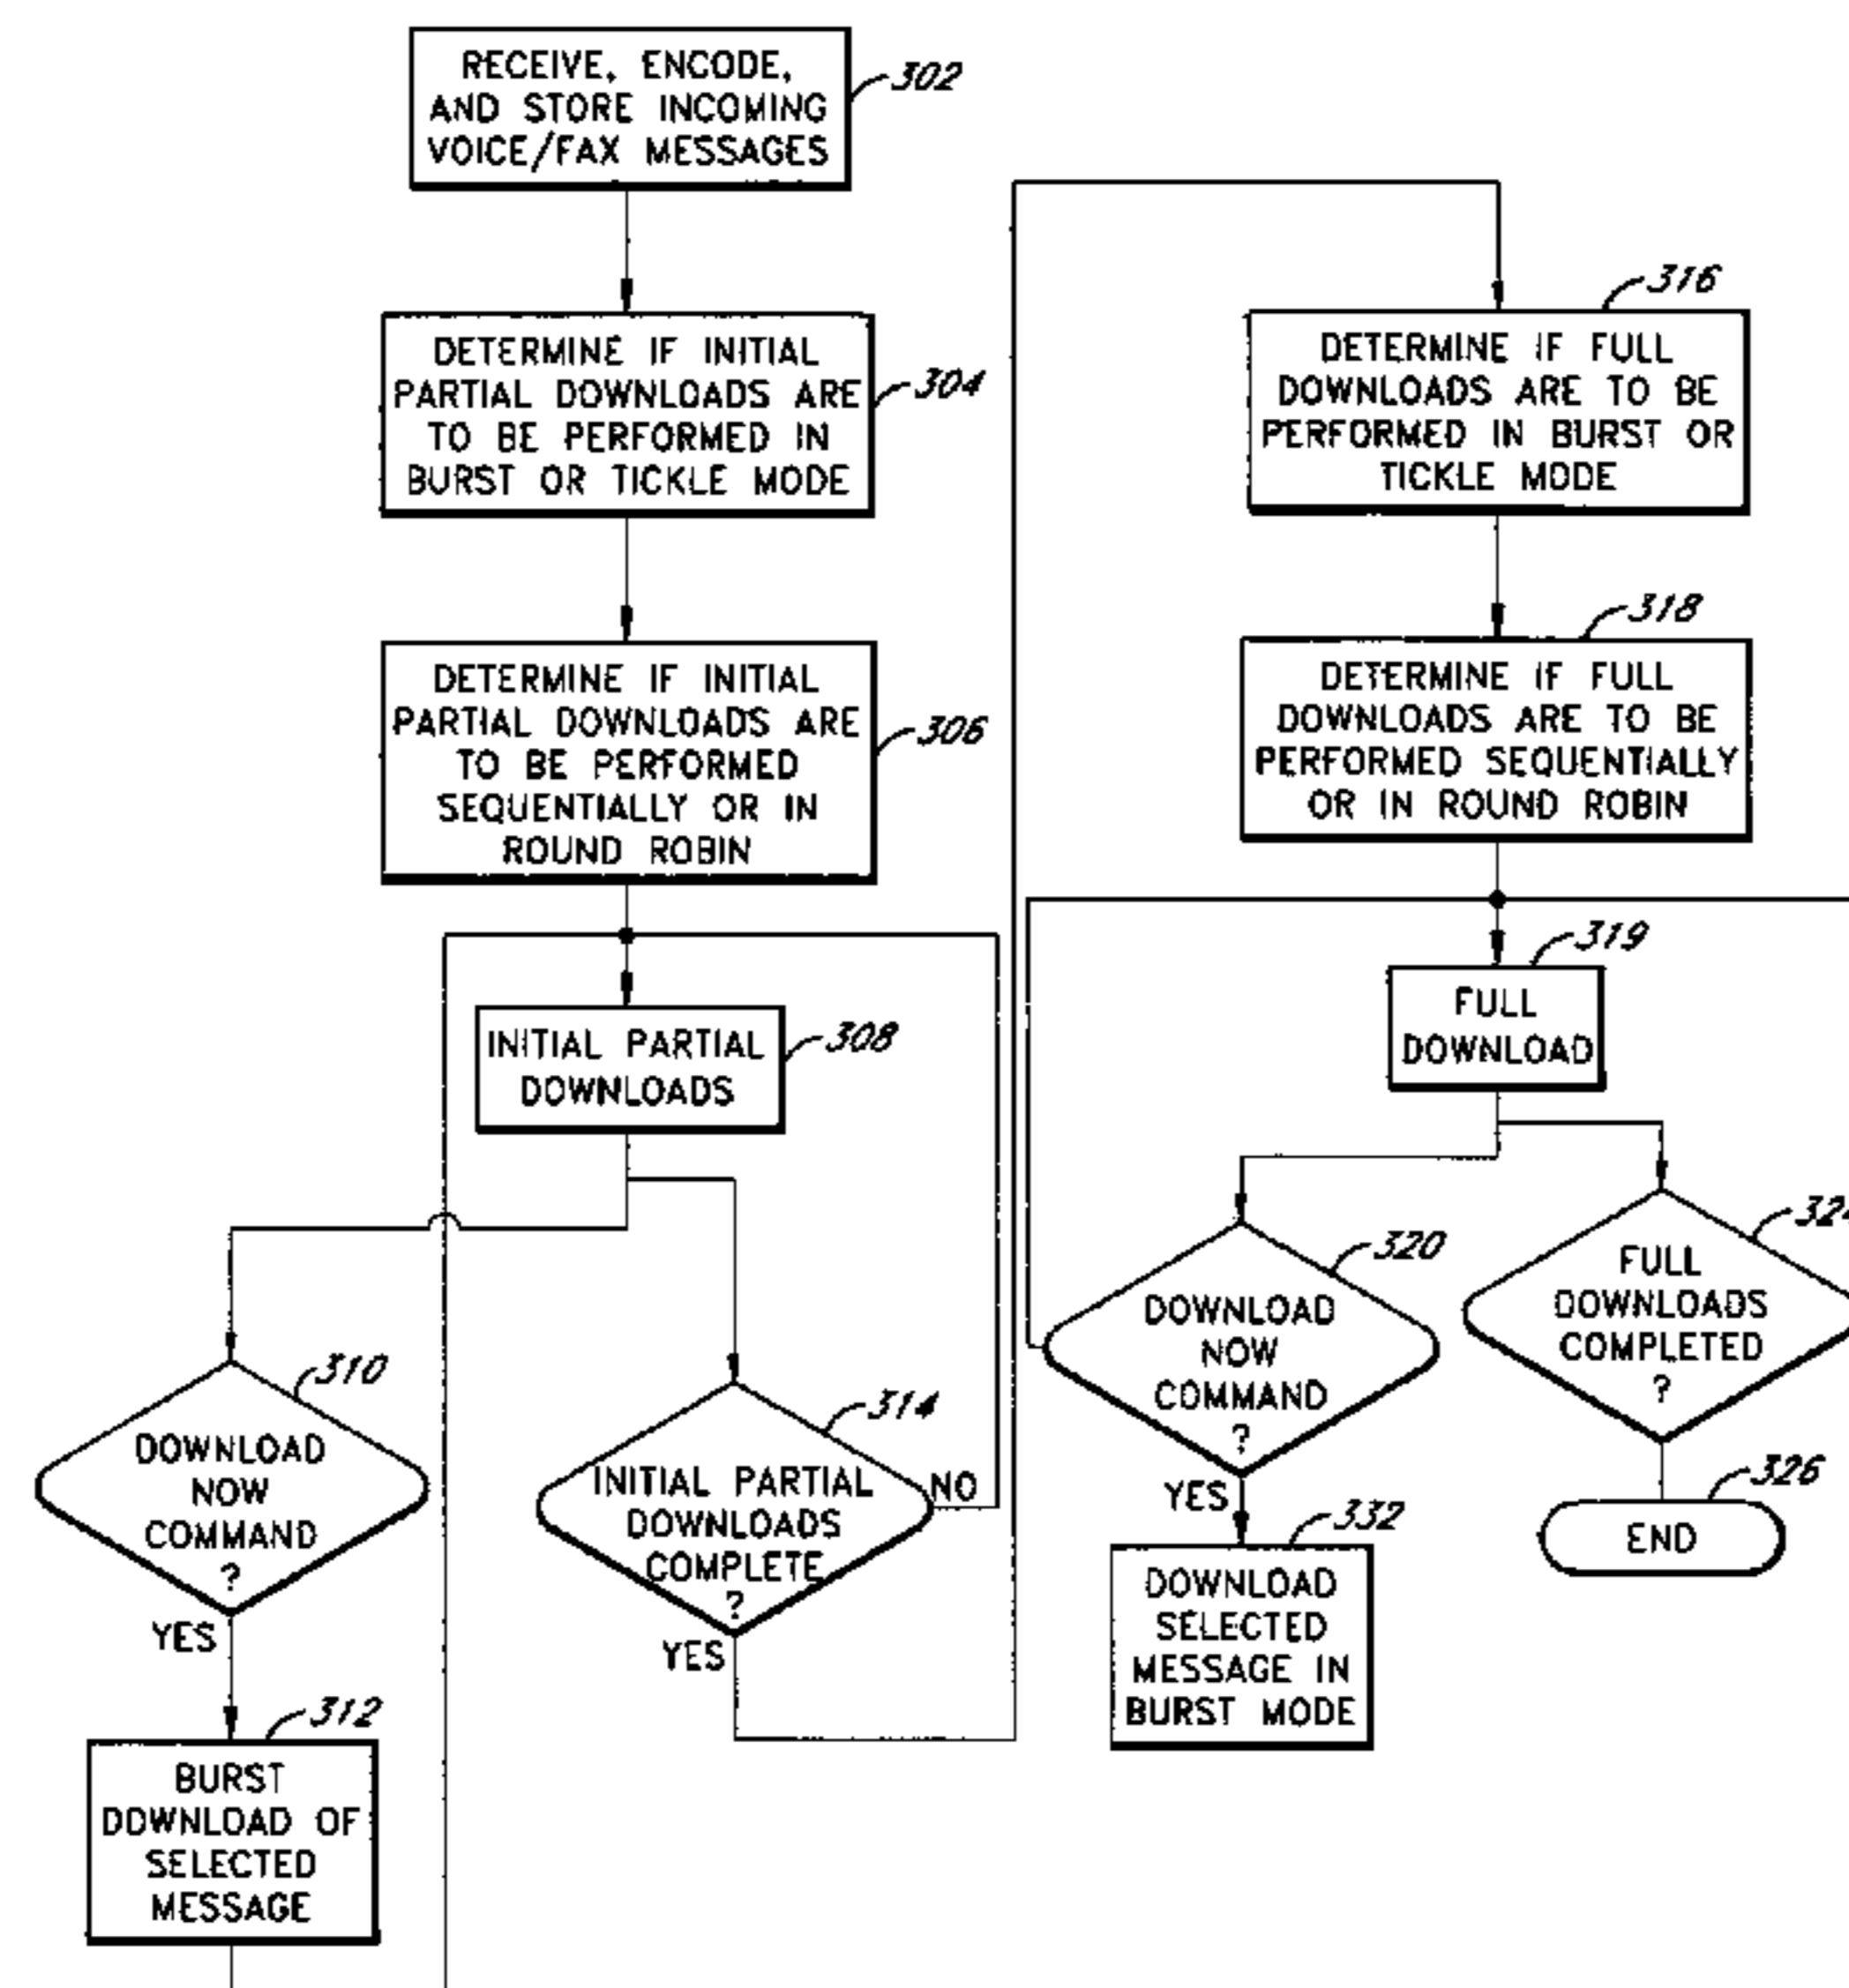 RECEIVE, ENCODE,
AND STORE INCOMING
VOICE/FAX MESSAGES
302
DETERMINE IF INITIAL
PARTIAL DOWNLOADS ARE
TO BE PERFORMED IN
BURST OR TICKLE MODE
304
DETERMINE IF INITIAL
PARTIAL DOWNLOADS ARE
TO BE PERFORMED
SEQUENTIALLY OR IN
ROUND ROBIN
306
INITIAL PARTIAL
DOWNLOADS
308
310
DOWNLOAD
NOW
COMMAND
?
YES
312
BURST
DOWNLOAD OF
SELECTED
MESSAGE
314
INITIAL PARTIAL
DOWNLOADS
COMPLETE
?
NO
YES
316
DETERMINE IF FULL
DOWNLOADS ARE TO BE
PERFORMED IN BURST OR
TICKLE MODE
318
DETERMINE IF FULL
DOWNLOADS ARE TO BE
PERFORMED SEQUENTIALLY
OR IN ROUND ROBIN
319
FULL
DOWNLOAD
320
DOWNLOAD
NOW
COMMAND
?
YES
332
DOWNLOAD
SELECTED
MESSAGE IN
BURST MODE
FULL
DOWNLOADS
COMPLETED
?
326
END